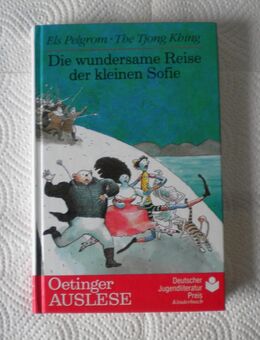 Els Pelgrom · The Tjong Khing
Die wundersame Reise
der kleinen Sofie
Oetinger
AUSLESE
Deutscher
Jugendliteratur
Preis
Kinderbuch